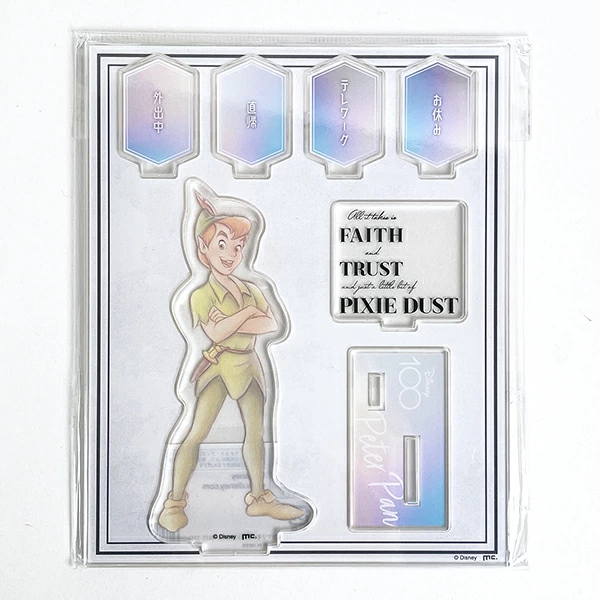 外出中
直帰
テレワーク
お休み
All it takes is
FAITH
and
TRUST
and just a little bit of
PIXIE DUST
Disney
100
Peter Pan
© Disney mc.
© Disney mc.